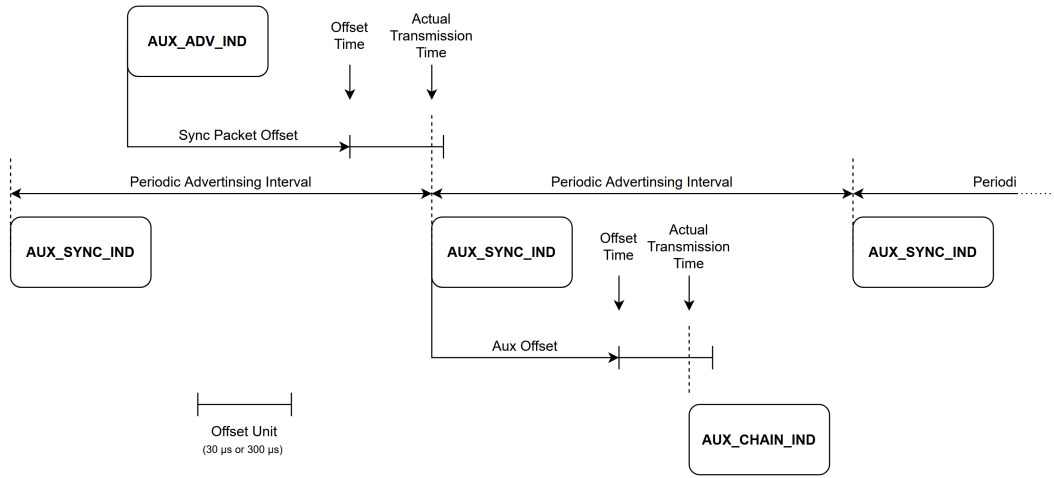 AUX_ADV_IND
Offset
Time
Actual
Transmission
Time
Sync Packet Offset
Periodic Advertinsing Interval
Periodic Advertinsing Interval
Periodi
AUX_SYNC_IND
AUX_SYNC_IND
Offset
Time
Actual
Transmission
Time
AUX_SYNC_IND
Aux Offset
Offset Unit
(30 µs or 300 µs)
AUX_CHAIN_IND